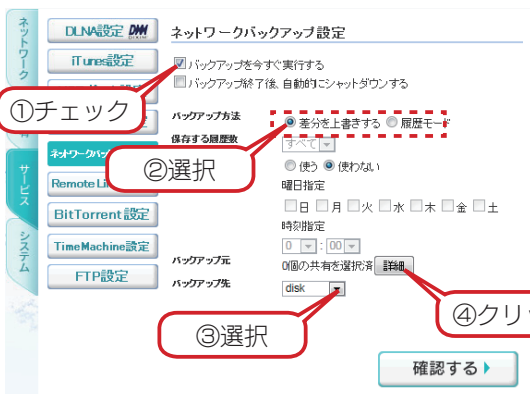 ネットワーク
サービス
システム
DLNA設定
iTunes設定
BitTorrent設定
TimeMachine設定
FTP設定
ネットワークバックアップ設定
バックアップを今すぐ実行する
バックアップ終了後、自動的にシャットダウンする
①チェック
バックアップ方法
差分を上書きする 履歴モード
保存する履歴数
すべて
②選択
使う 使わない
曜日指定
日 月 火 水 木 金 土
時刻指定
0 : 00
バックアップ元
0個の共有を選択済 詳細
バックアップ先
disk
③選択
④クリッ
確認する